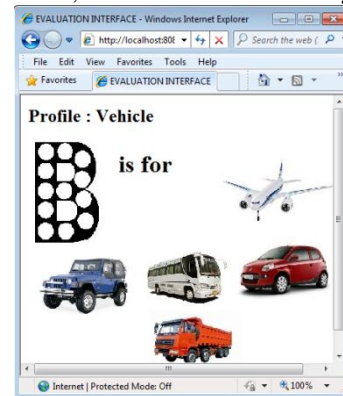 EVALUATION INTERFACE - Windows Internet Explorer
http://localhost:808
Search the web (
File Edit View Favorites Tools Help
Favorites EVALUATION INTERFACE
Profile : Vehicle
B is for
Internet | Protected Mode: Off 100%